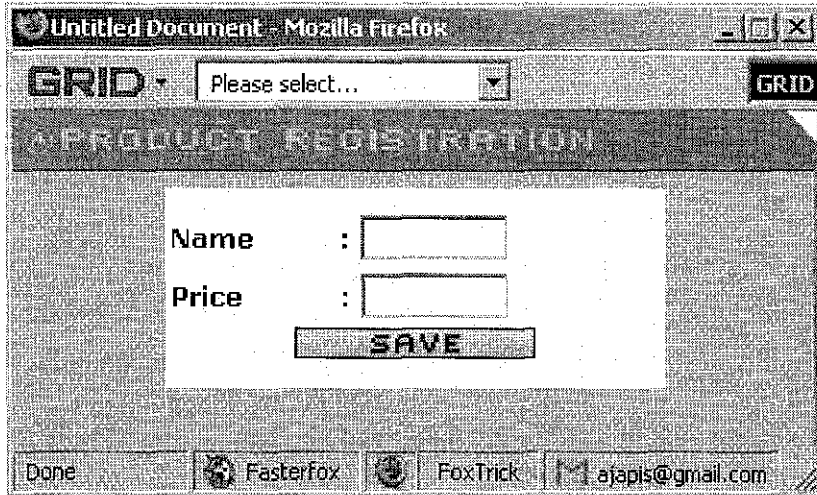 Untitled Document - Mozilla Firefox
GRID Please select... GRID
PRODUCT REGISTRATION
Name :
Price :
SAVE
Done Fasterfox FoxTrick ajapis@gmail.com